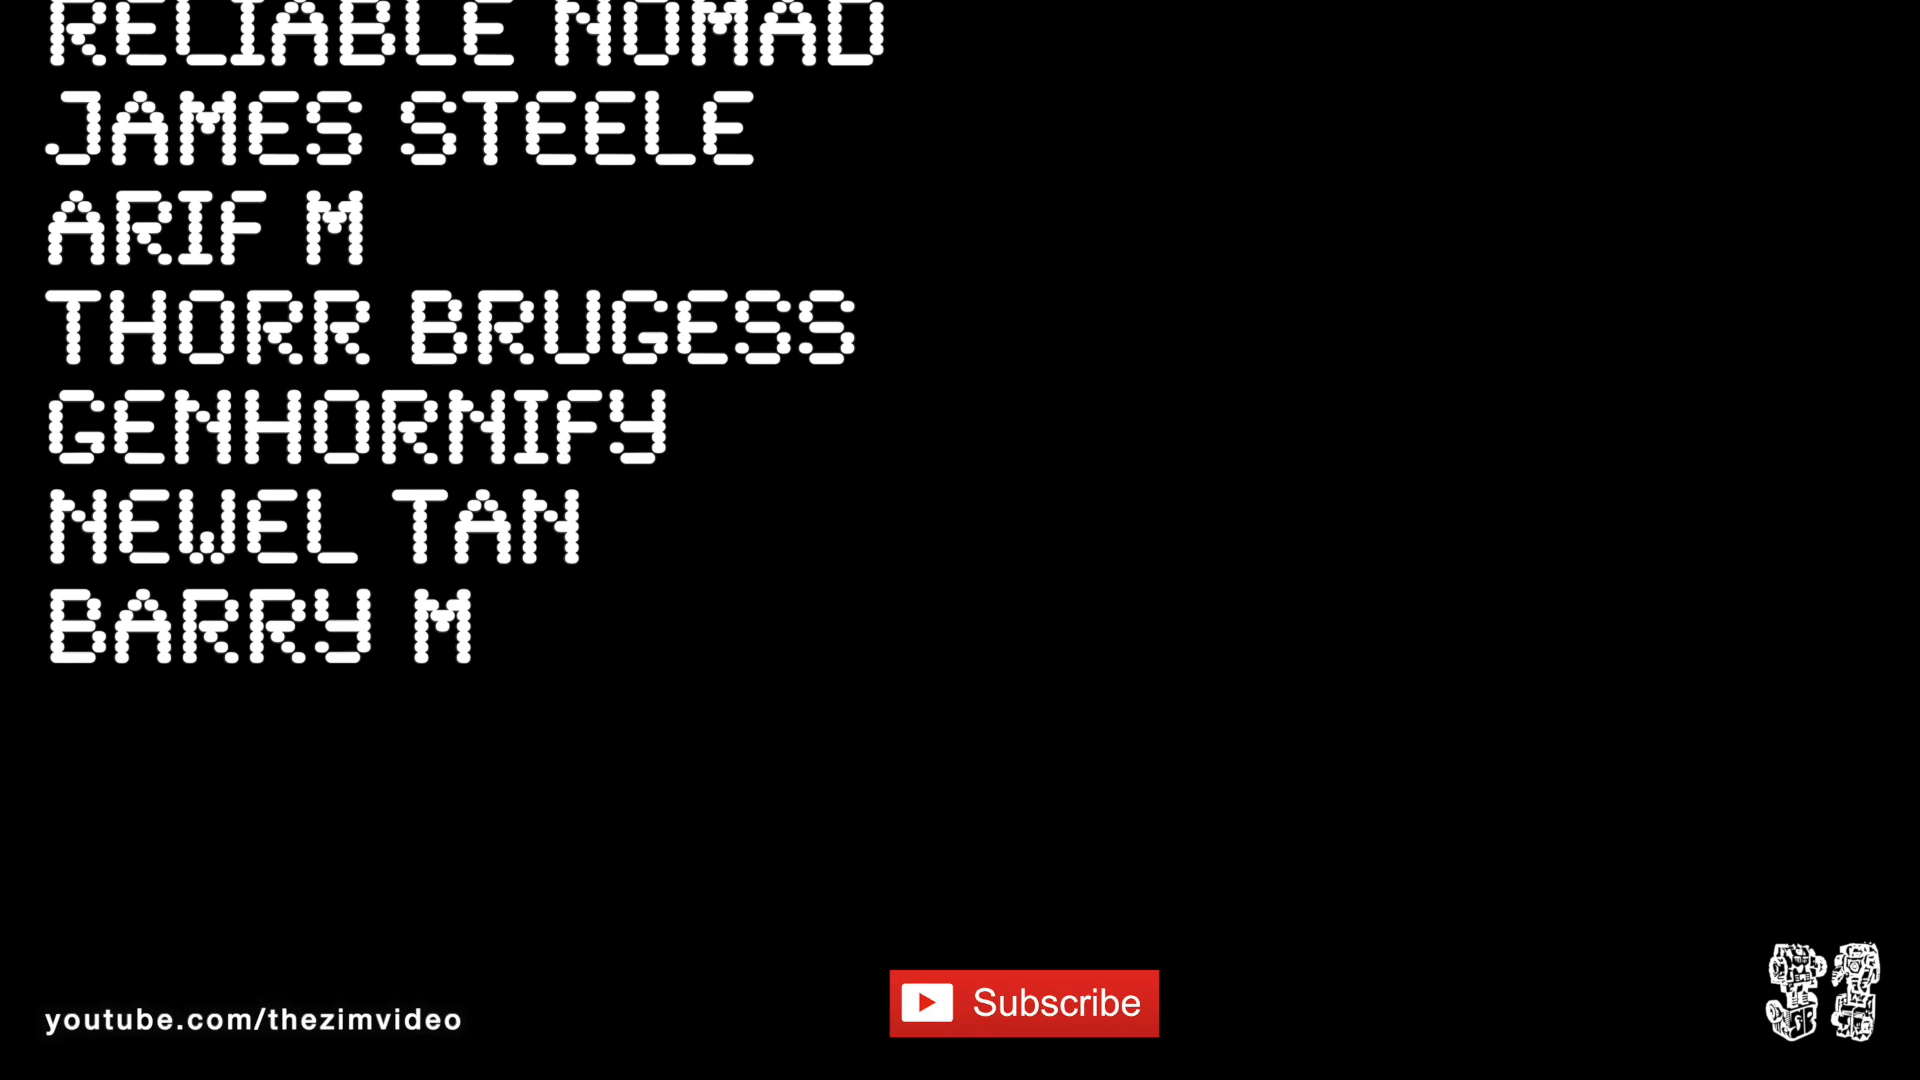 RELIABLE NOMAD
JAMES STEELE
ARIF M
THORR BRUGESS
GENHORNIFY
NEWEL TAN
BARRY M
youtube.com/thezimvideo
Subscribe